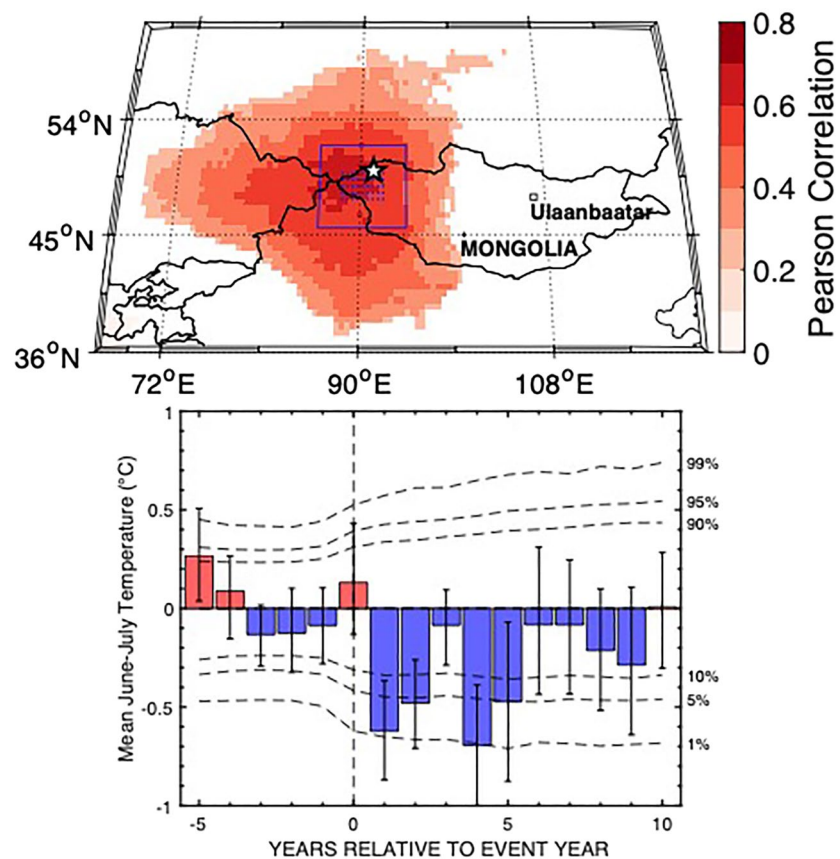 0.8
0.6
0.4
0.2
0
Pearson Correlation
54°N
45°N
36°N
72°E
90°E
108°E
Ulaanbaatar
MONGOLIA
Mean June-July Temperature (°C)
1
0.5
0
-0.5
-1
99%
95%
90%
10%
5%
1%
-5
0
5
10
YEARS RELATIVE TO EVENT YEAR